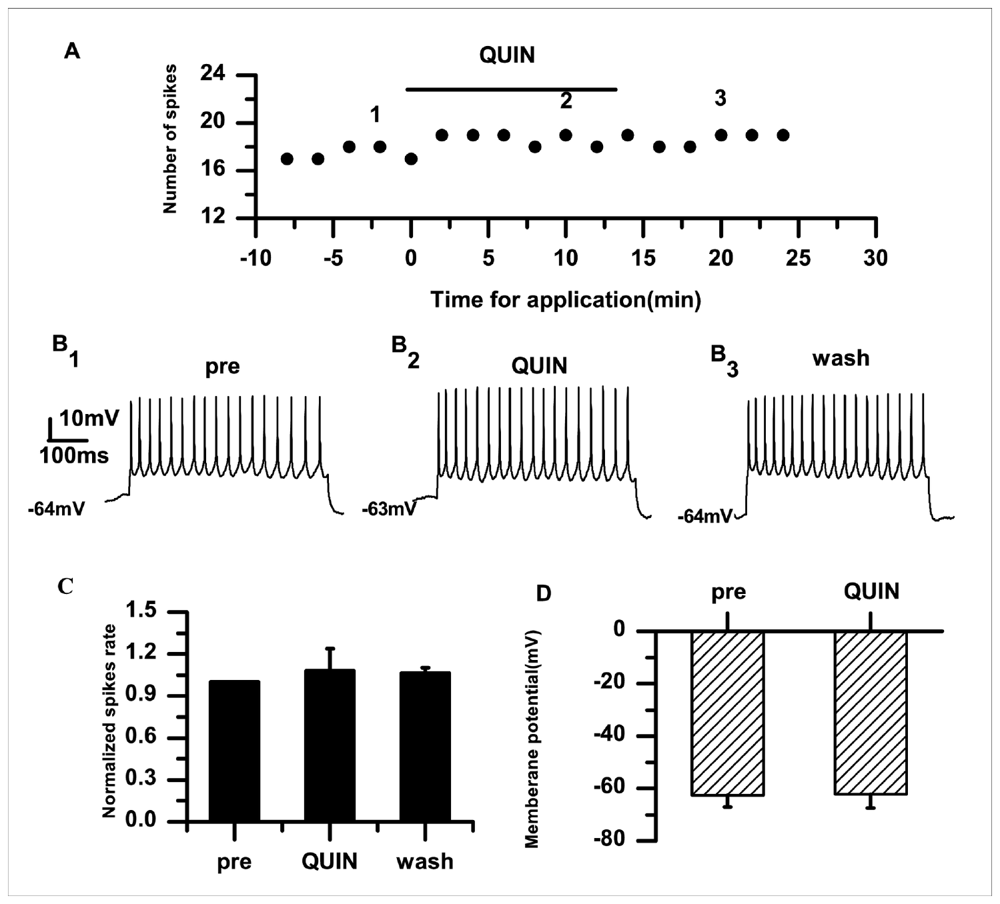 A
QUIN
Number of spikes
24
20
16
12
1
2
3
-10 -5 0 5 10 15 20 25 30
Time for application(min)
B1
pre
10mV
100ms
-64mV
B2
QUIN
-63mV
B3
wash
-64mV
C
Normalized spikes rate
1.5
1.2
0.9
0.6
0.3
0.0
pre QUIN wash
D
pre QUIN
Memberane potential(mV)
0
-20
-40
-60
-80